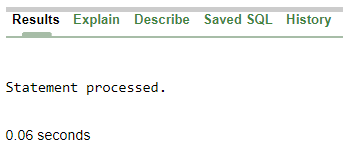 Results Explain Describe Saved SQL History
Statement processed.
0.06 seconds